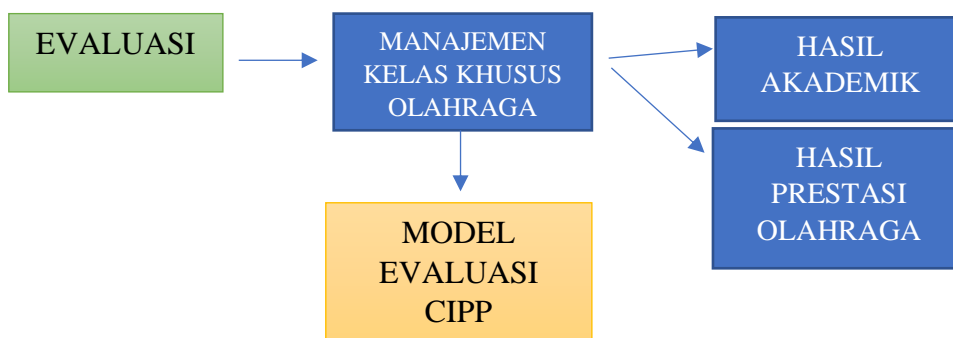 EVALUASI
MANAJEMEN
KELAS KHUSUS
OLAHRAGA
HASIL
AKADEMIK
HASIL
PRESTASI
OLAHRAGA
MODEL
EVALUASI
CIPP